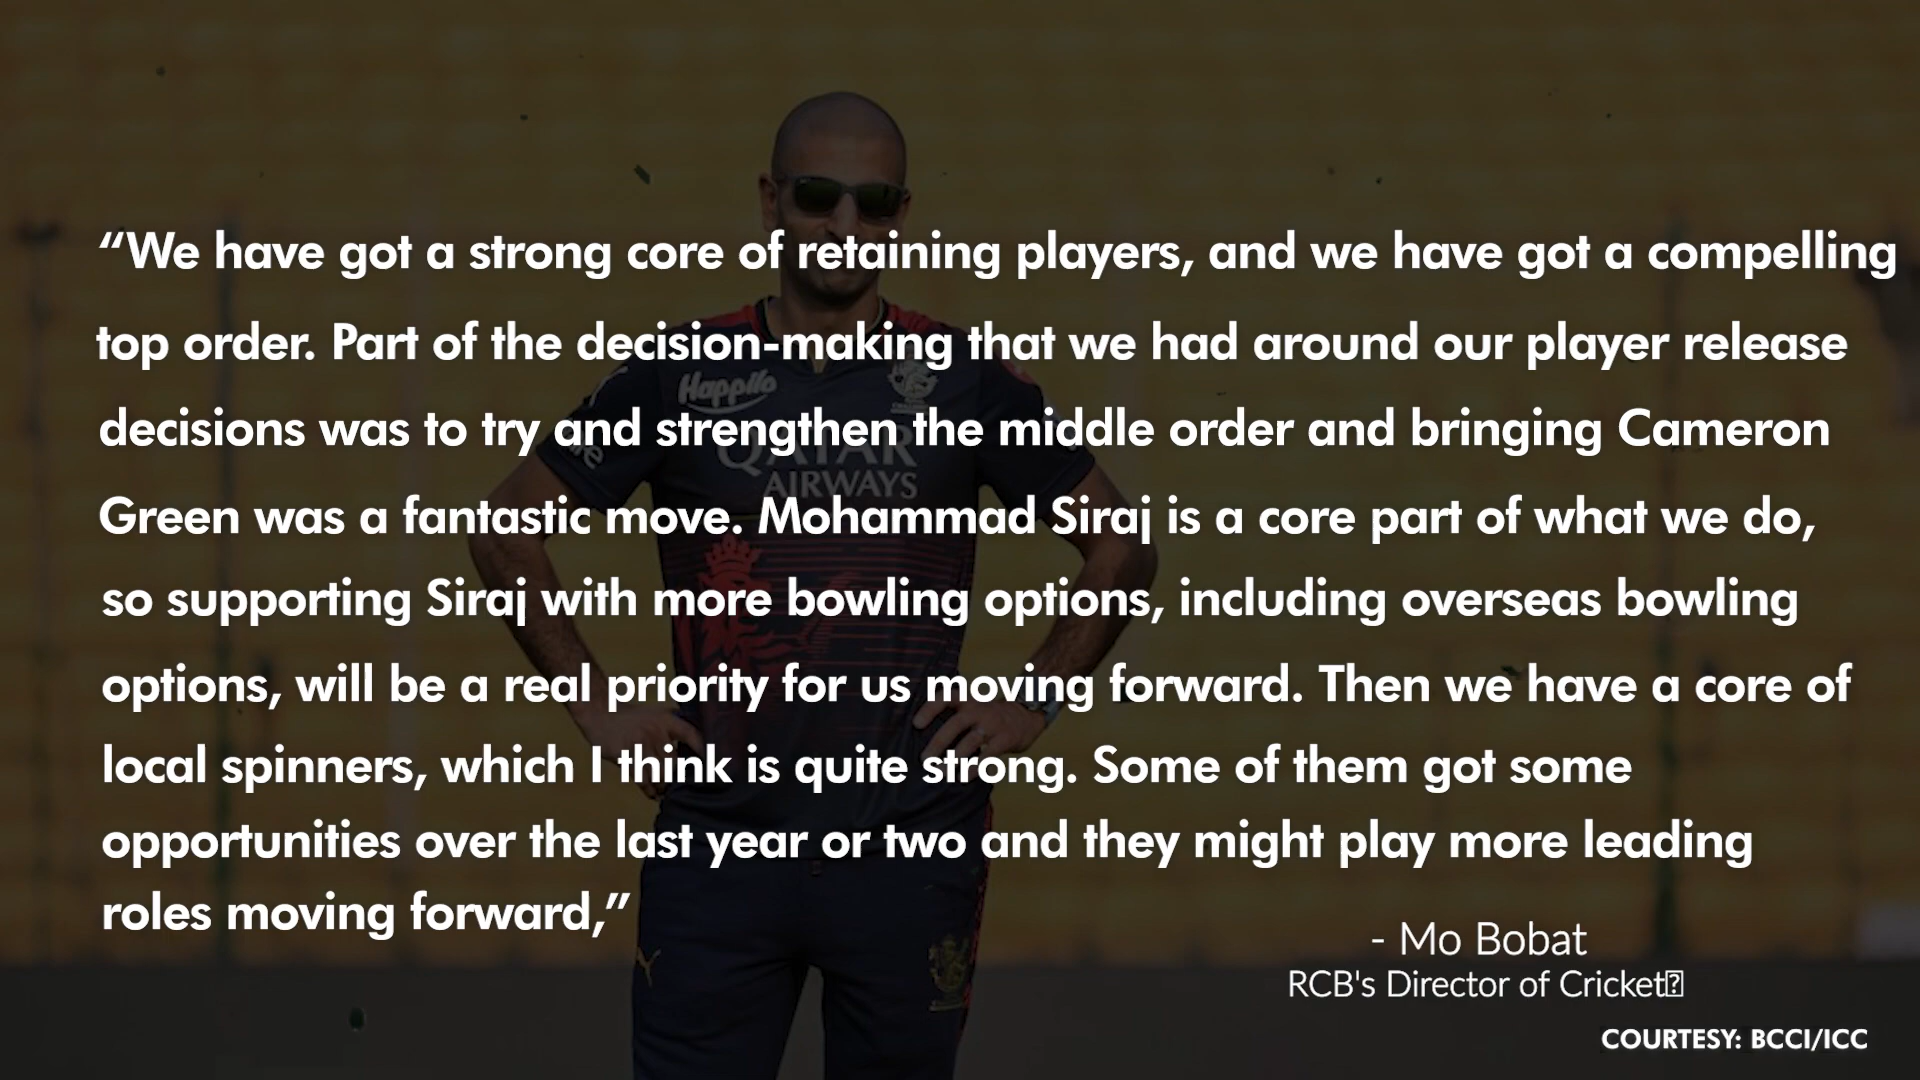 “We have got a strong core of retaining players, and we have got a compelling
top order. Part of the decision-making that we had around our player release
decisions was to try and strengthen the middle order and bringing Cameron
Green was a fantastic move. Mohammad Siraj is a core part of what we do,
so supporting Siraj with more bowling options, including overseas bowling
options, will be a real priority for us moving forward. Then we have a core of
local spinners, which I think is quite strong. Some of them got some
opportunities over the last year or two and they might play more leading
roles moving forward,”
- Mo Bobat
RCB's Director of Cricket
COURTESY: BCCI/ICC
Happilo
QATAR
AIRWAYS